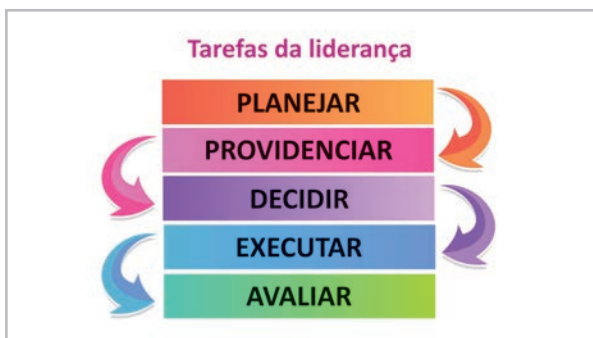 Tarefas da liderança
PLANEJAR
PROVIDENCIAR
DECIDIR
EXECUTAR
AVALIAR